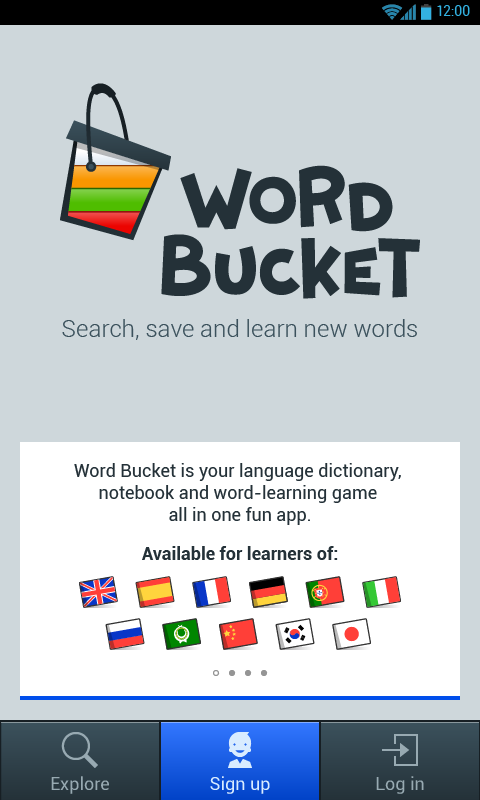 12:00
WORD
BUCKET
Search, save and learn new words
Word Bucket is your language dictionary,
notebook and word-learning game
all in one fun app.
Available for learners of:
Explore
Sign up
Log in